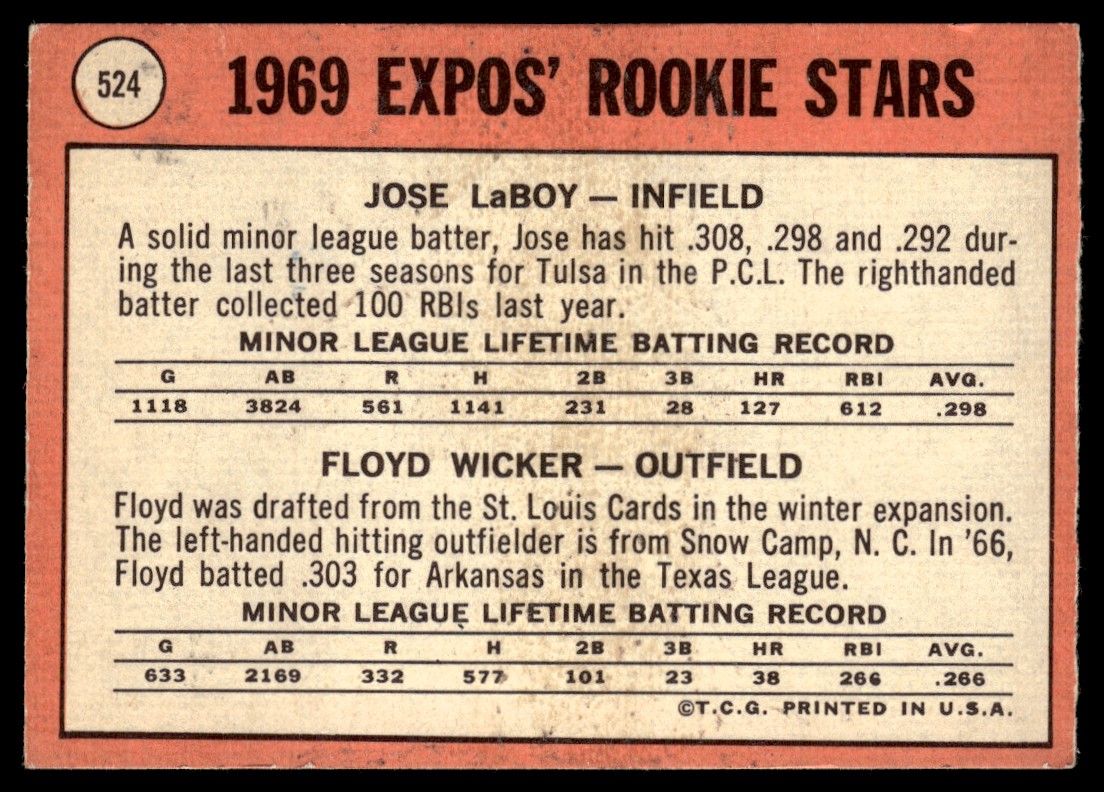 524
1969 EXPOS' ROOKIE STARS
JOSE LaBOY — INFIELD
A solid minor league batter, Jose has hit .308, .298 and .292 dur-
ing the last three seasons for Tulsa in the P.C.L. The righthanded
batter collected 100 RBIs last year.
MINOR LEAGUE LIFETIME BATTING RECORD
G AB R H 2B 3B HR RBI AVG.
1118 3824 561 1141 231 28 127 612 .298
FLOYD WICKER — OUTFIELD
Floyd was drafted from the St. Louis Cards in the winter expansion.
The left-handed hitting outfielder is from Snow Camp, N. C. In '66,
Floyd batted .303 for Arkansas in the Texas League.
MINOR LEAGUE LIFETIME BATTING RECORD
G AB R H 2B 3B HR RBI AVG.
633 2169 332 577 101 23 38 266 .266
©T.C.G. PRINTED IN U.S.A.